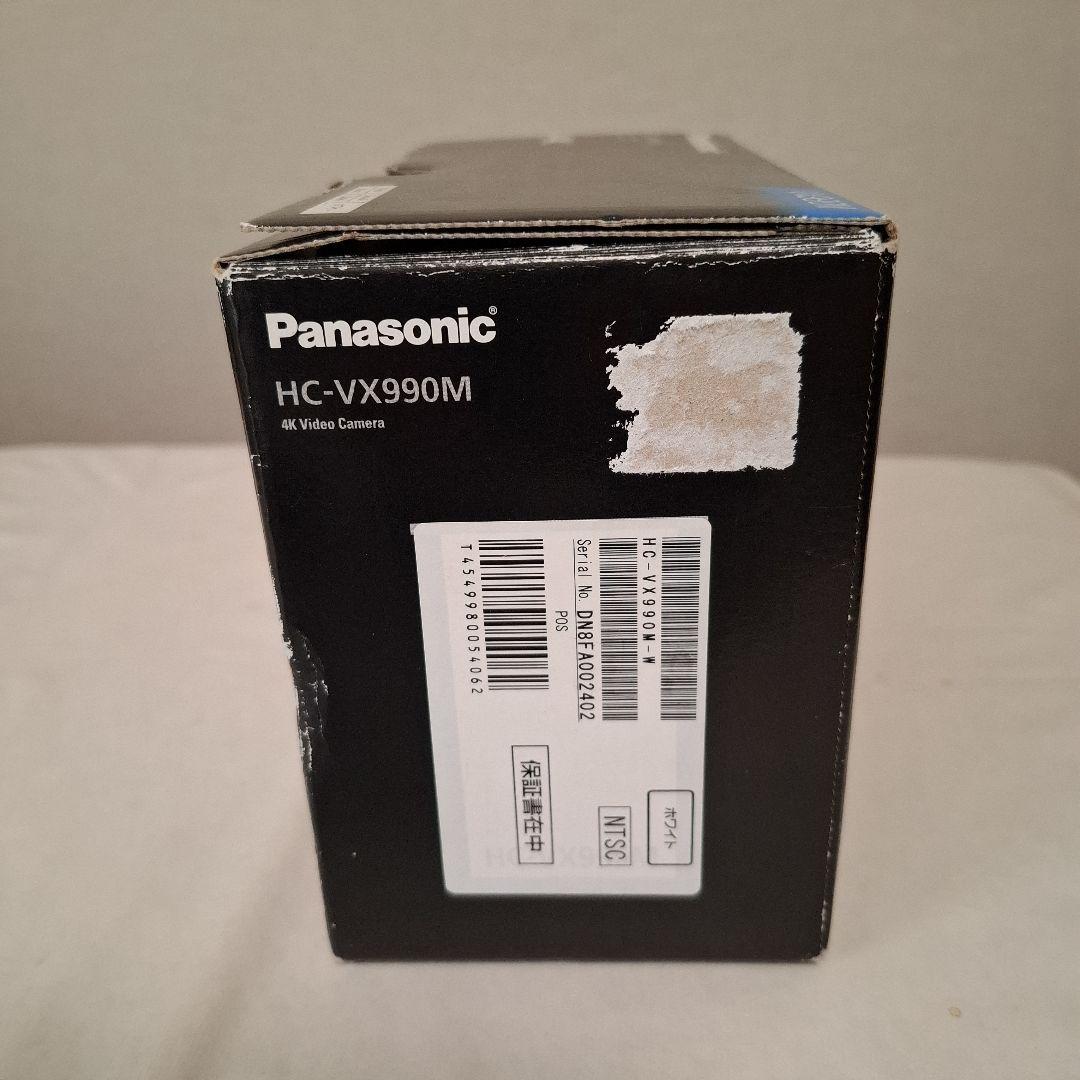 Panasonic®
HC-VX990M
4K Video Camera
HC-VX990M-W
Serial No. DN8FA002402
POS
T4549980054062
ホワイト
NTSC
保証書在中